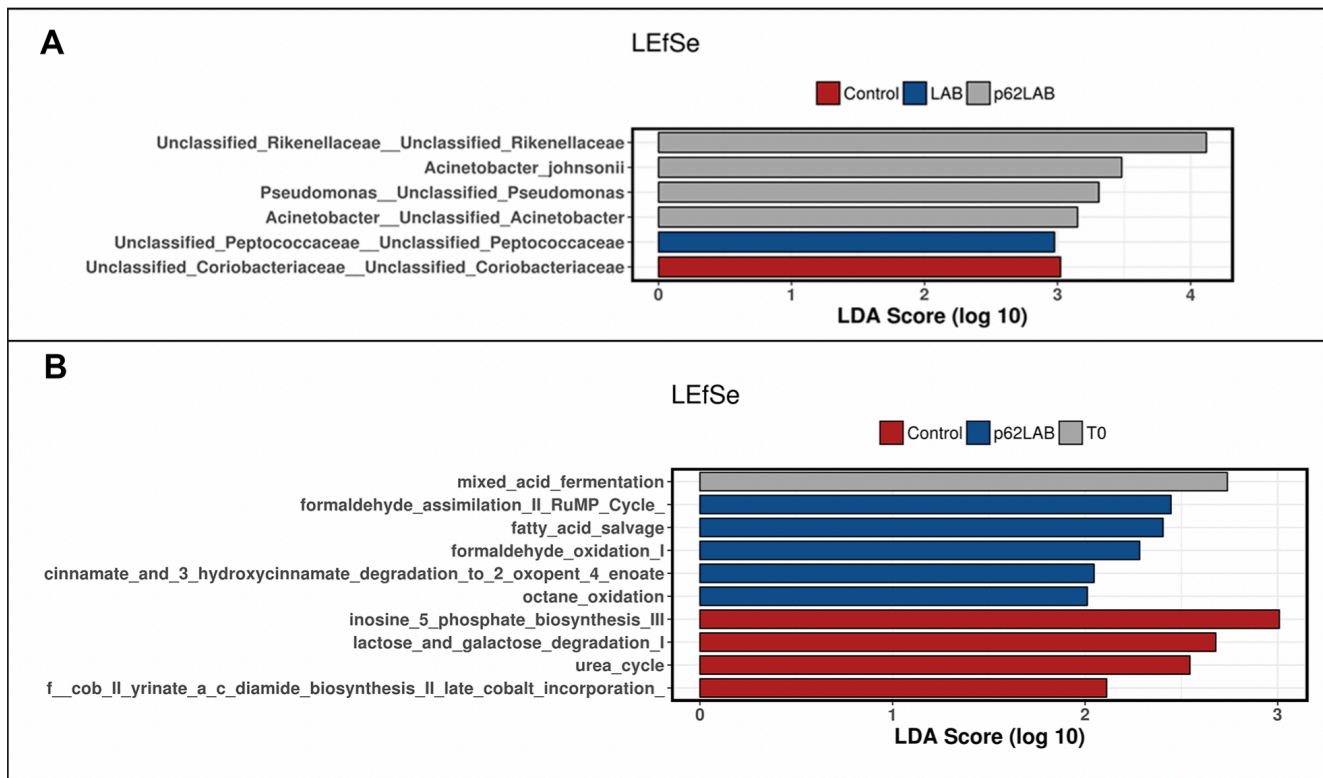 A
LEfSe
Control LAB p62LAB
Unclassified_Rikenellaceae__Unclassified_Rikenellaceae
Acinetobacter_johnsonii
Pseudomonas__Unclassified_Pseudomonas
Acinetobacter__Unclassified_Acinetobacter
Unclassified_Peptococcaceae__Unclassified_Peptococcaceae
Unclassified_Coriobacteriaceae__Unclassified_Coriobacteriaceae
0 1 2 3 4
LDA Score (log 10)
B
LEfSe
Control p62LAB T0
mixed_acid_fermentation
formaldehyde_assimilation_II_RuMP_Cycle_
fatty_acid_salvage
formaldehyde_oxidation_I
cinnamate_and_3_hydroxycinnamate_degradation_to_2_oxopent_4_enoate
octane_oxidation
inosine_5_phosphate_biosynthesis_III
lactose_and_galactose_degradation_I
urea_cycle
f__cob_II_yrinate_a_c_diamide_biosynthesis_II_late_cobalt_incorporation_
0 1 2 3
LDA Score (log 10)